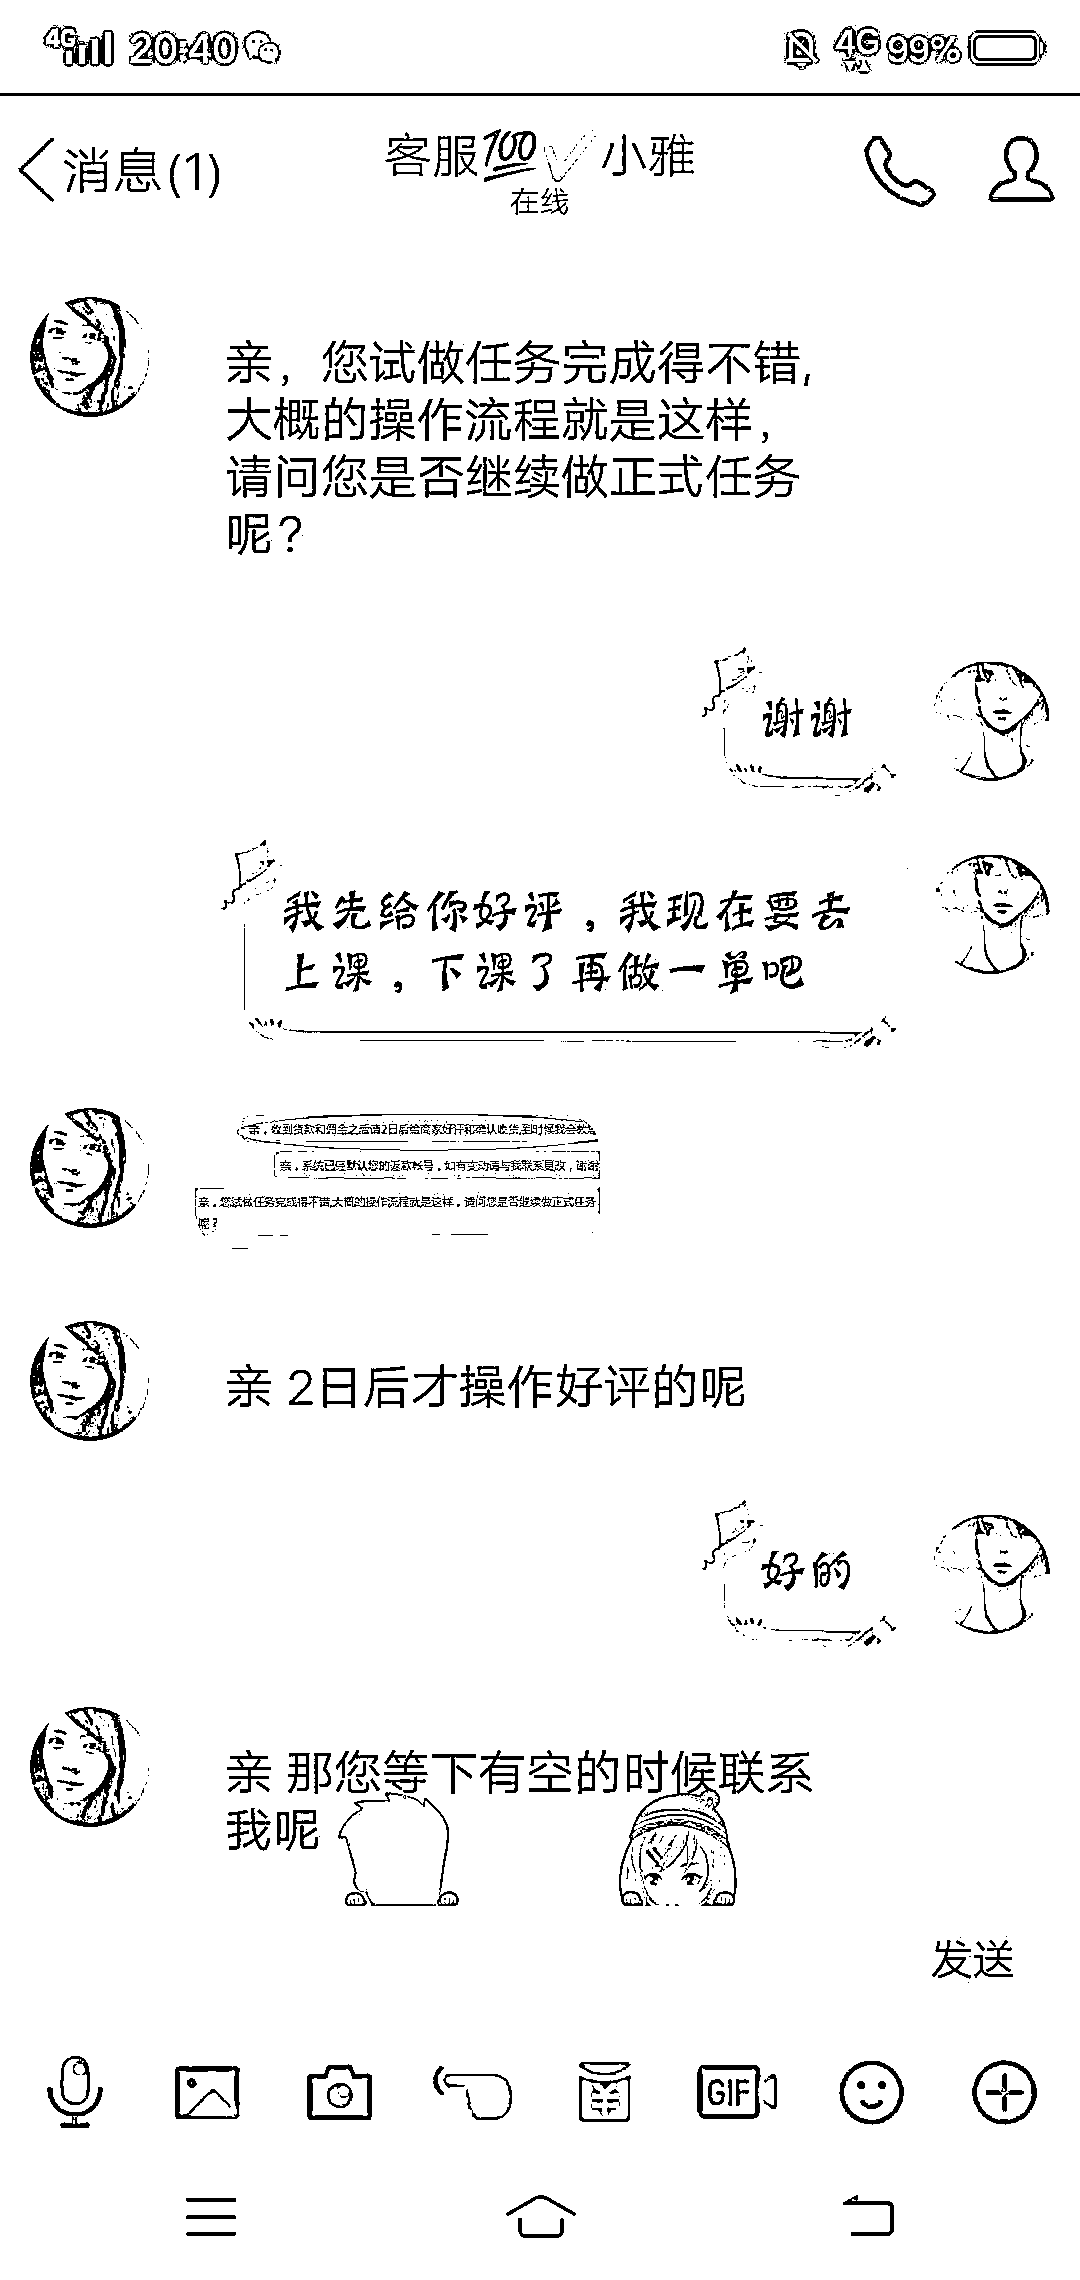 4G 20:40 4G 99%
消息(1) 客服💯✓小雅
在线
亲，您试做任务完成得不错,
大概的操作流程就是这样，
请问您是否继续做正式任务
呢？
谢谢
我先给你好评，我现在要去
上课，下课了再做一单吧
亲，收到货款和佣金之后请2日后给商家好评和确认收货,到时候我会
亲，系统已经默认您的返款帐号，如有变动请与我联系更改，谢谢
亲，您试做任务完成得不错,大概的操作流程就是这样，请问您是否继续做正式任务
呢？
亲 2日后才操作好评的呢
好的
亲 那您等下有空的时候联系
我呢
发送
GIF